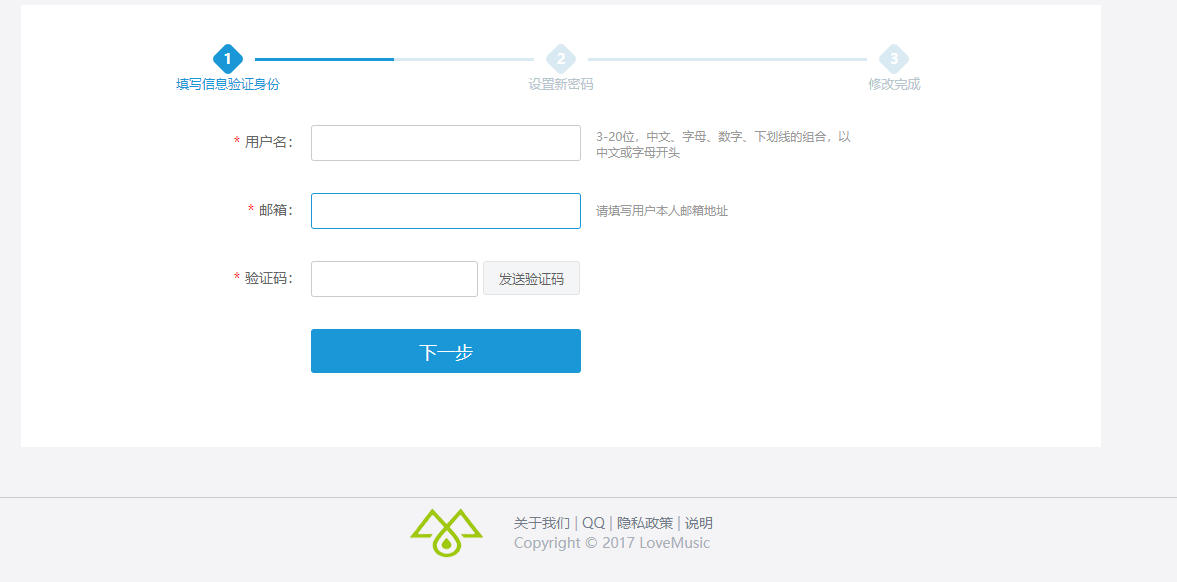 1
2
3
填写信息验证身份
设置新密码
修改完成
* 用户名：
3-20位，中文、字母、数字、下划线的组合，以
中文或字母开头
* 邮箱：
请填写用户本人邮箱地址
* 验证码：
发送验证码
下一步
关于我们 | QQ | 隐私政策 | 说明
Copyright © 2017 LoveMusic